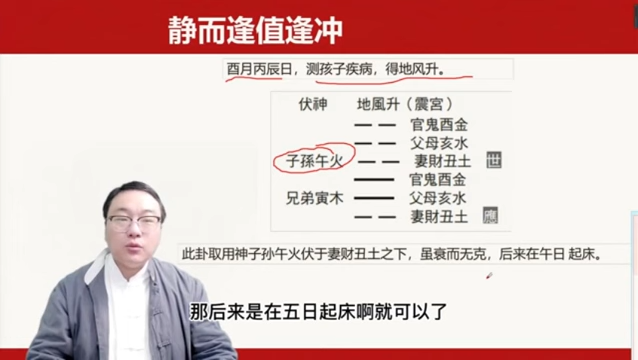 静而逢值逢冲
酉月丙辰日，测孩子疾病，得地风升。
伏神 地風升（震宮）
官鬼酉金
父母亥水
子孫午火 妻財丑土 世
官鬼酉金
兄弟寅木 父母亥水
妻財丑土 應
此卦取用神子孙午火伏于妻财丑土之下，虽衰而无克，后来在午日 起床。
那后来是在五日起床啊就可以了